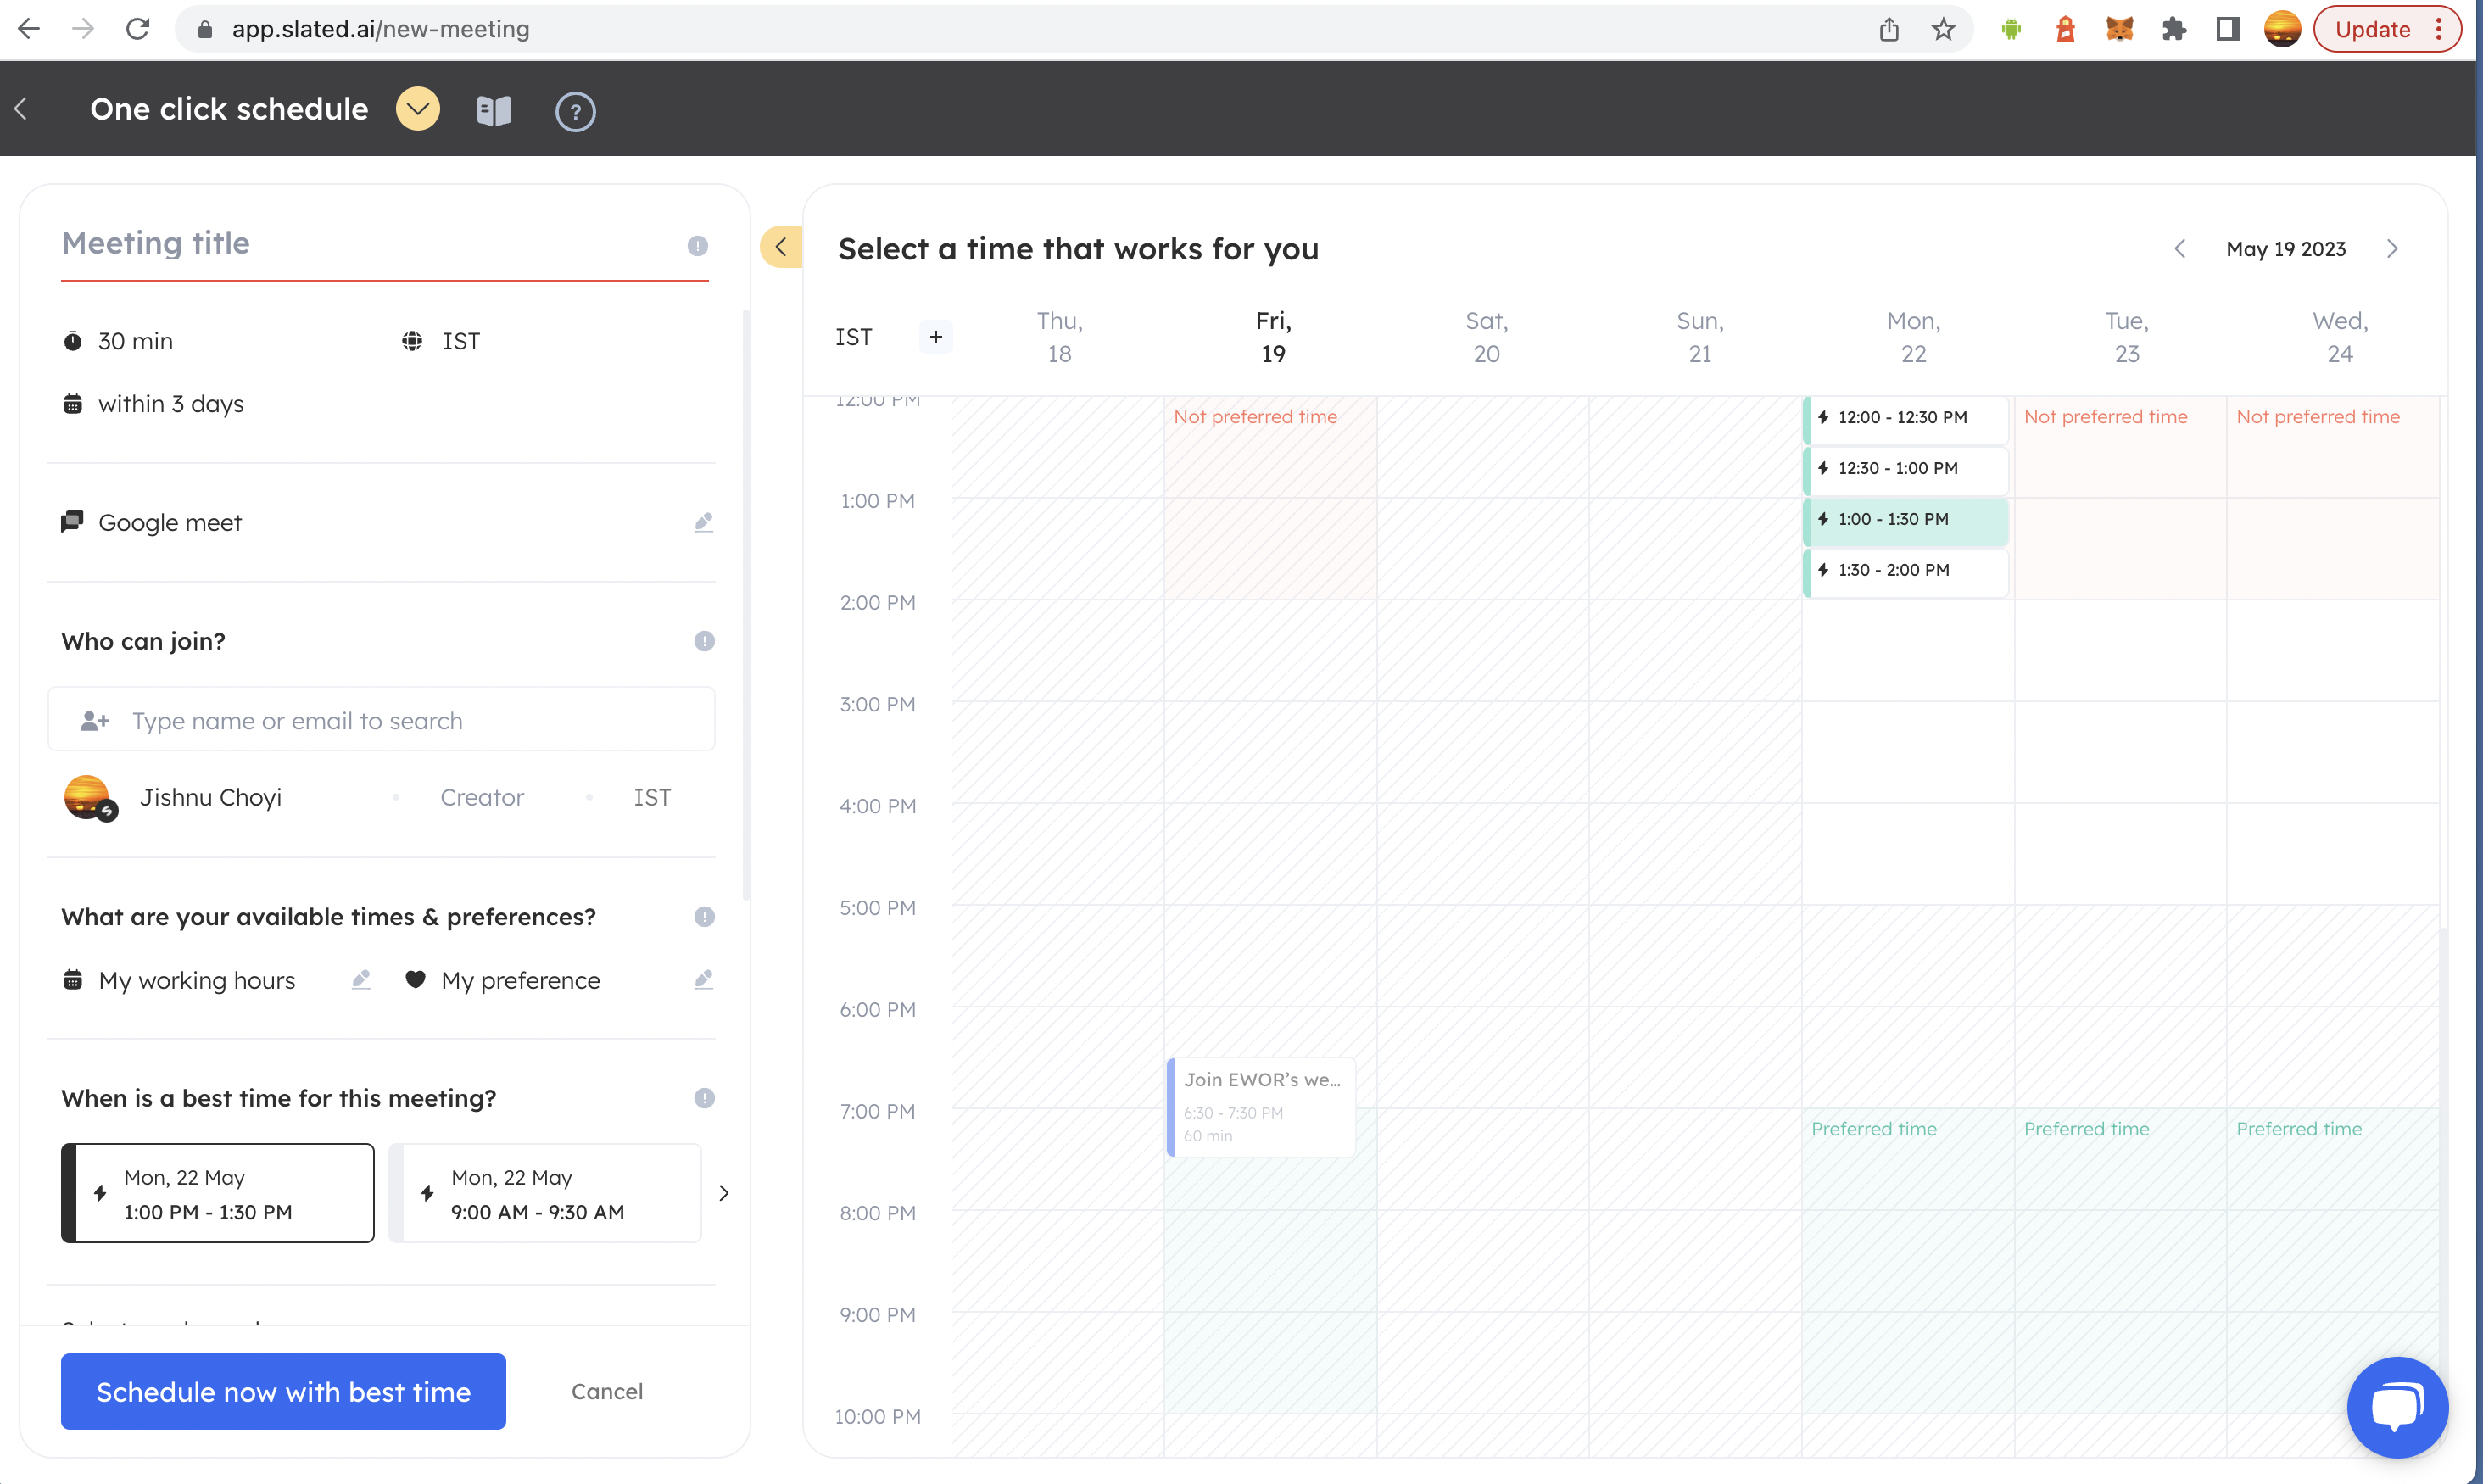 app.slated.ai/new-meeting
Update
One click schedule
?
Meeting title
30 min
IST
within 3 days
Google meet
Who can join?
Type name or email to search
Jishnu Choyi
Creator
IST
What are your available times & preferences?
My working hours
My preference
When is a best time for this meeting?
Mon, 22 May
1:00 PM - 1:30 PM
Mon, 22 May
9:00 AM - 9:30 AM
Schedule now with best time
Cancel
Select a time that works for you
May 19 2023
IST
+
Thu,
18
Fri,
19
Sat,
20
Sun,
21
Mon,
22
Tue,
23
Wed,
24
12:00 PM
1:00 PM
2:00 PM
3:00 PM
4:00 PM
5:00 PM
6:00 PM
7:00 PM
8:00 PM
9:00 PM
10:00 PM
Not preferred time
12:00 - 12:30 PM
12:30 - 1:00 PM
1:00 - 1:30 PM
1:30 - 2:00 PM
Not preferred time
Not preferred time
Join EWOR’s we...
6:30 - 7:30 PM
60 min
Preferred time
Preferred time
Preferred time